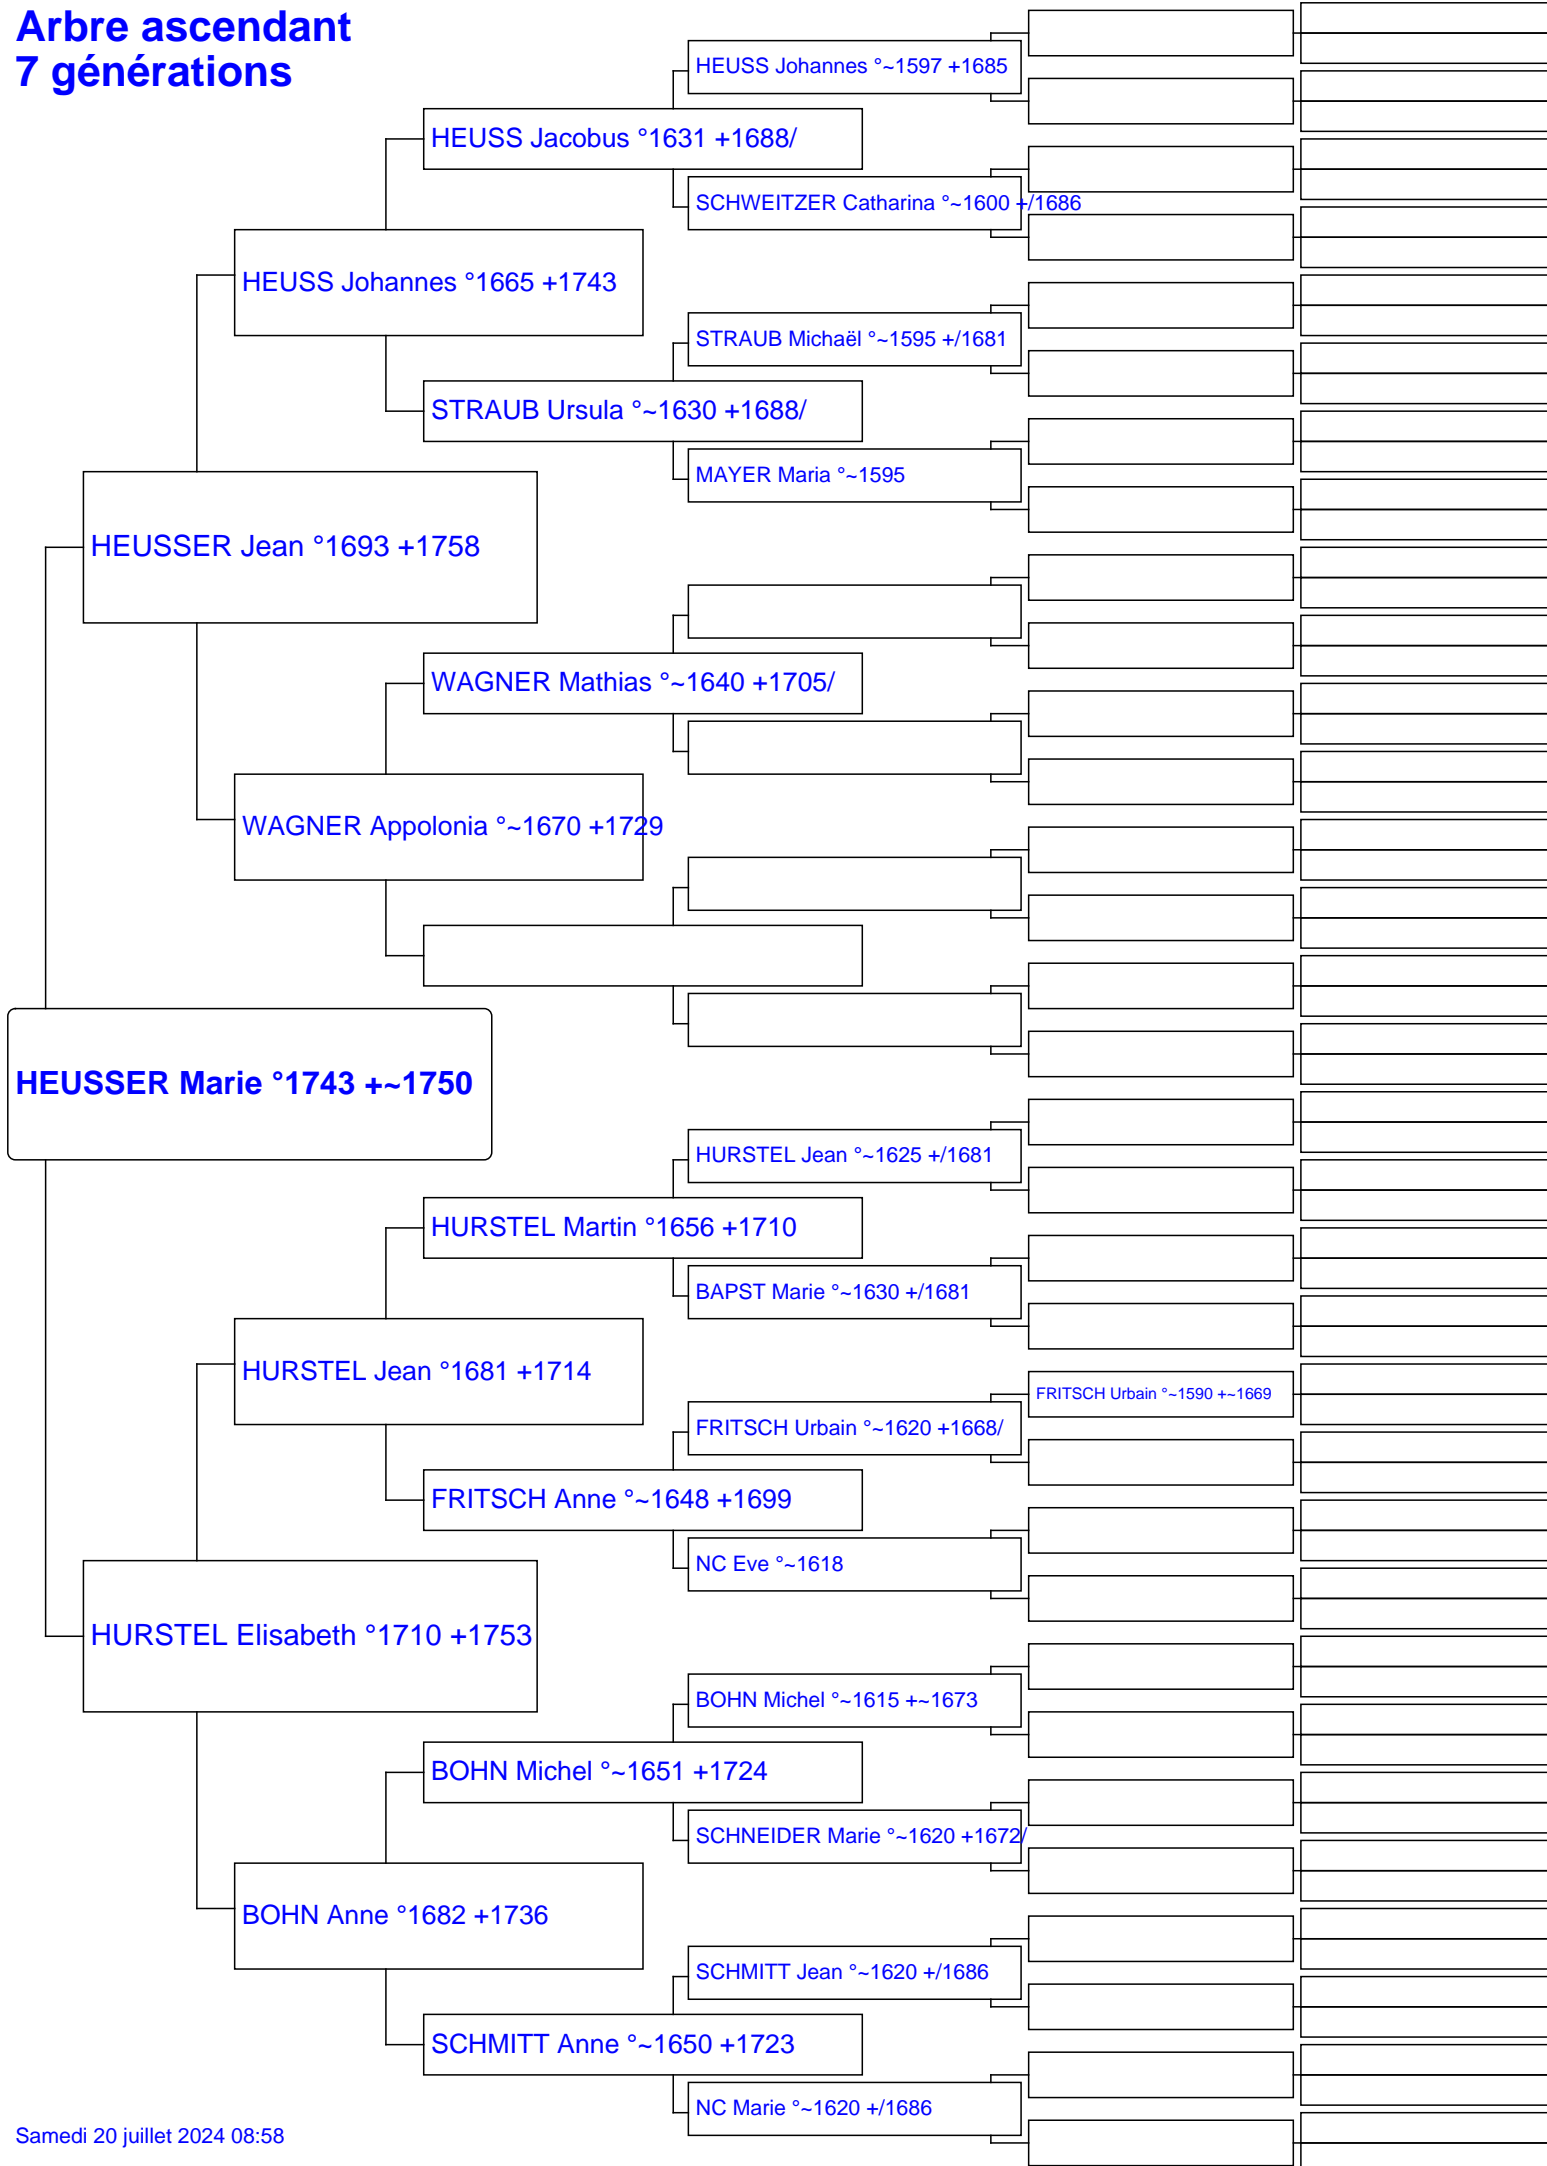 Arbre ascendant
7 générations
HEUSS Johannes °~1597 +1685
HEUSS Jacobus °1631 +1688/
SCHWEITZER Catharina °~1600 +/1686
HEUSS Johannes °1665 +1743
STRAUB Michaël °~1595 +/1681
STRAUB Ursula °~1630 +1688/
MAYER Maria °~1595
HEUSSER Jean °1693 +1758
WAGNER Mathias °~1640 +1705/
WAGNER Appolonia °~1670 +1729
HEUSSER Marie °1743 +~1750
HURSTEL Jean °~1625 +/1681
HURSTEL Martin °1656 +1710
BAPST Marie °~1630 +/1681
HURSTEL Jean °1681 +1714
FRITSCH Urbain °~1590 +~1669
FRITSCH Urbain °~1620 +1668/
FRITSCH Anne °~1648 +1699
NC Eve °~1618
HURSTEL Elisabeth °1710 +1753
BOHN Michel °~1615 +~1673
BOHN Michel °~1651 +1724
SCHNEIDER Marie °~1620 +1672/
BOHN Anne °1682 +1736
SCHMITT Jean °~1620 +/1686
SCHMITT Anne °~1650 +1723
NC Marie °~1620 +/1686
Samedi 20 juillet 2024 08:58